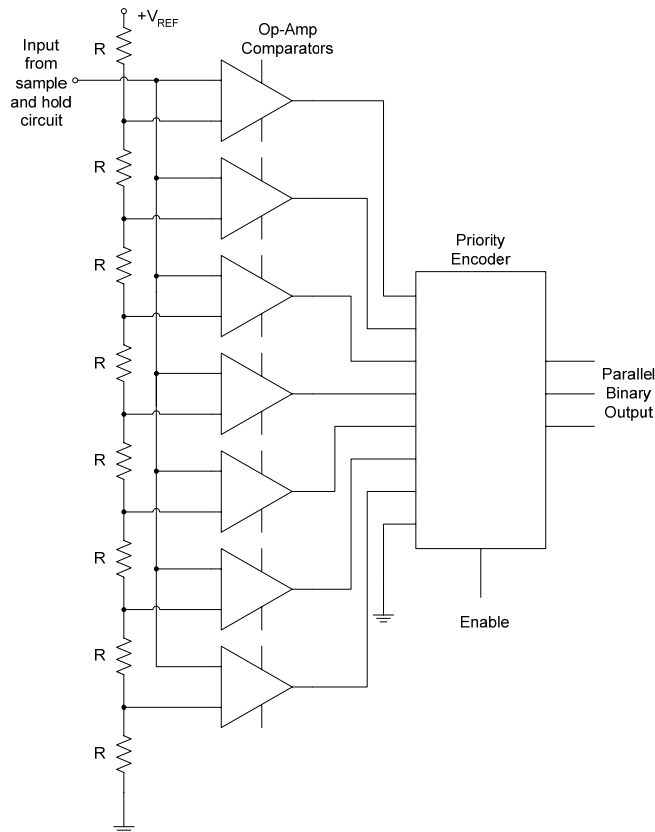 +VREF
Input
from
sample
and hold
circuit
Op-Amp
Comparators
R
R
R
R
R
R
R
R
Priority
Encoder
Parallel
Binary
Output
Enable